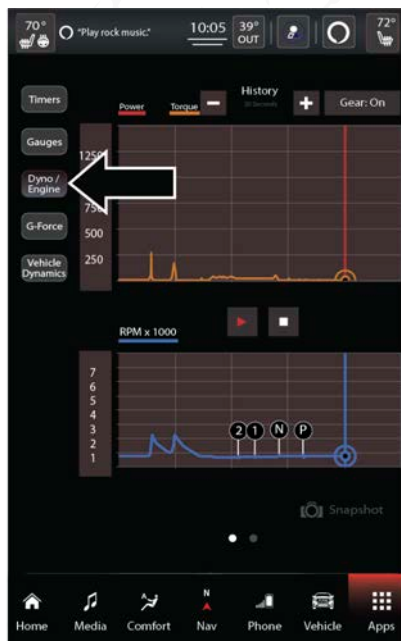 70°
"Play rock music."
10:05
39°
OUT
72°
Timers
Power
Torque
History
30 Seconds
Gear: On
Gauges
1250
Dyno /
Engine
750
G-Force
500
Vehicle
Dynamics
250
RPM x 1000
7
6
5
4
3
2
1
2
1
N
P
Snapshot
N
Home
Media
Comfort
Nav
Phone
Vehicle
Apps